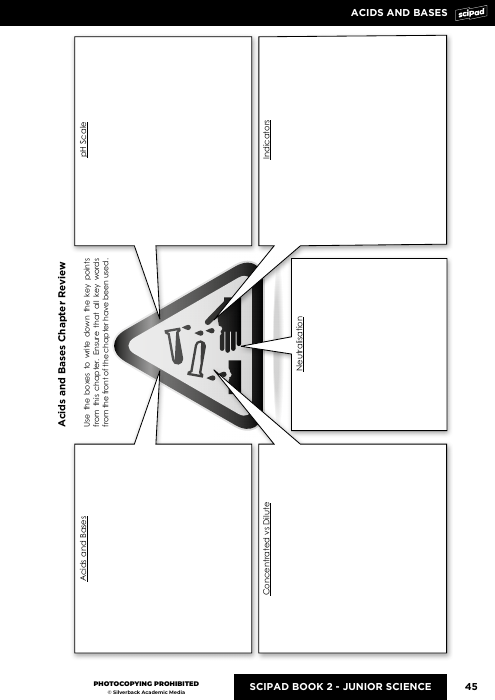 ACIDS AND BASES
scipad
Acids and Bases Chapter Review
Use the boxes to write down the key points
from this chapter. Ensure that all key words
from the front of the chapter have been used.
Acids and Bases
pH Scale
Concentrated vs Dilute
Neutralisation
Indicators
PHOTOCOPYING PROHIBITED
© Silverback Academic Media
SCIPAD BOOK 2 - JUNIOR SCIENCE
45